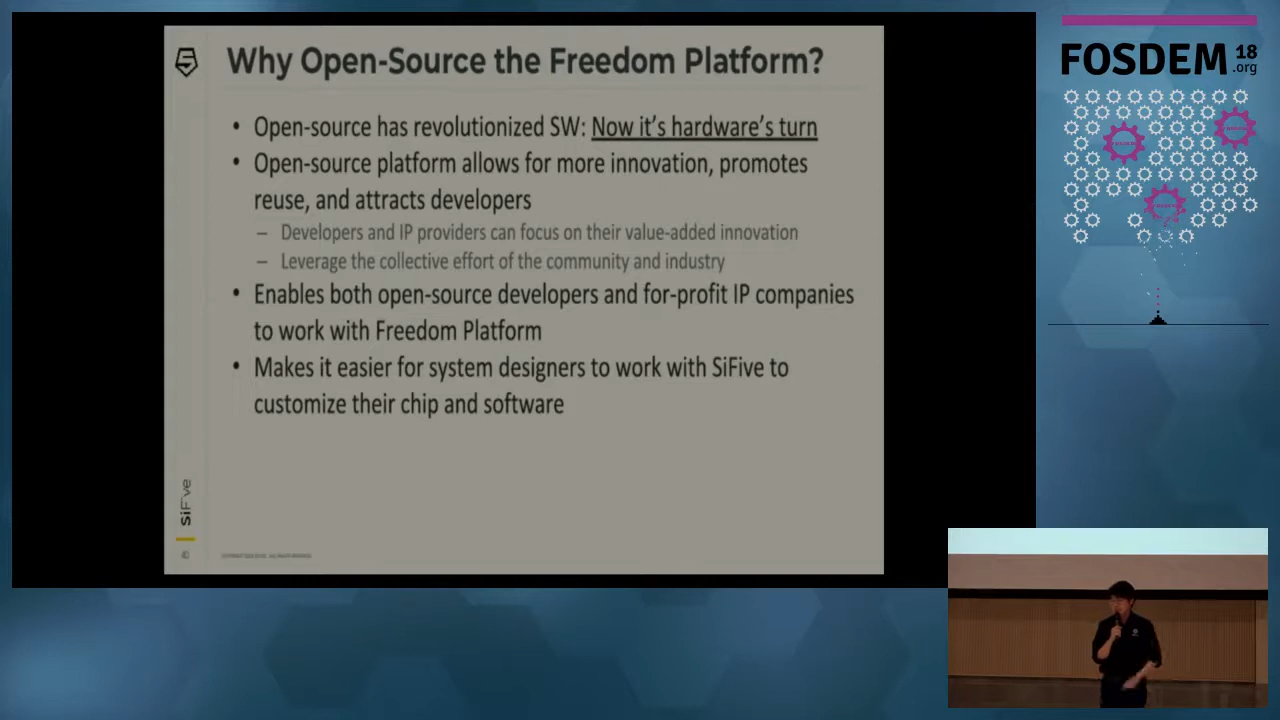 Why Open-Source the Freedom Platform?
• Open-source has revolutionized SW: Now it's hardware's turn
• Open-source platform allows for more innovation, promotes
reuse, and attracts developers
– Developers and IP providers can focus on their value-added innovation
– Leverage the collective effort of the community and industry
• Enables both open-source developers and for-profit IP companies
to work with Freedom Platform
• Makes it easier for system designers to work with SiFive to
customize their chip and software
SiFive
FOSDEM 18
.org